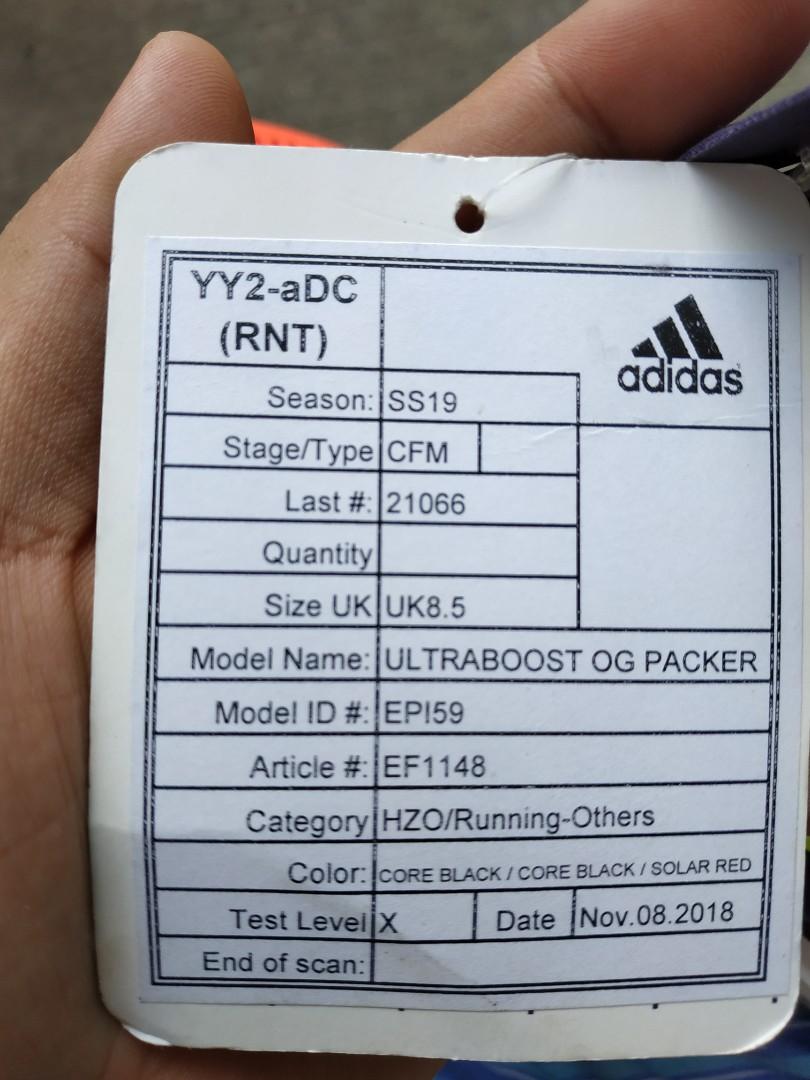 YY2-aDC
(RNT)
adidas
Season: SS19
Stage/Type CFM
Last #: 21066
Quantity
Size UK UK8.5
Model Name: ULTRABOOST OG PACKER
Model ID #: EPI59
Article #: EF1148
Category HZO/Running-Others
Color: CORE BLACK / CORE BLACK / SOLAR RED
Test Level X Date Nov.08.2018
End of scan: